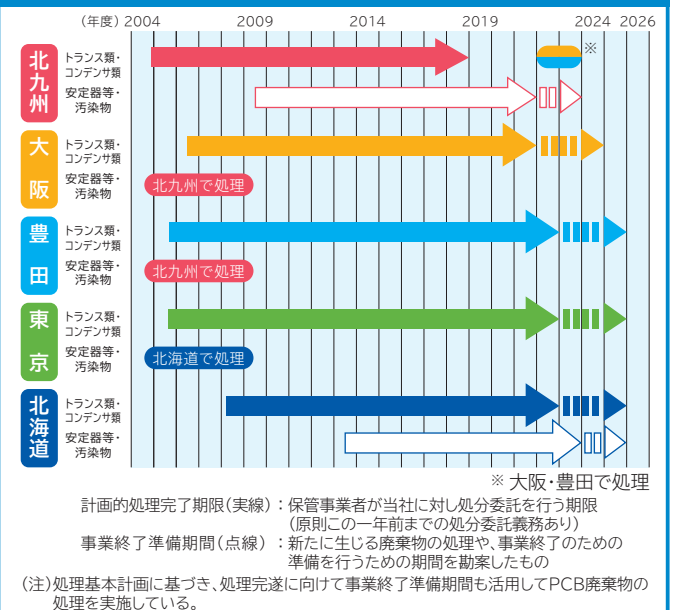 (年度) 2004 2009 2014 2019 2024 2026
北九州
トランス類・
コンデンサ類
※
安定器等・
汚染物
大阪
トランス類・
コンデンサ類
安定器等・
汚染物
北九州で処理
豊田
トランス類・
コンデンサ類
安定器等・
汚染物
北九州で処理
東京
トランス類・
コンデンサ類
安定器等・
汚染物
北海道で処理
北海道
トランス類・
コンデンサ類
安定器等・
汚染物
※ 大阪・豊田で処理
計画的処理完了期限(実線):保管事業者が当社に対し処分委託を行う期限
(原則この一年前までの処分委託義務あり)
事業終了準備期間(点線):新たに生じる廃棄物の処理や、事業終了のための
準備を行うための期間を勘案したもの
(注)処理基本計画に基づき、処理完遂に向けて事業終了準備期間も活用してPCB廃棄物の
処理を実施している。